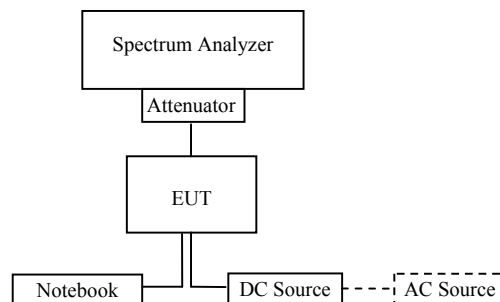 Spectrum Analyzer
Attenuator
EUT
Notebook
DC Source
AC Source